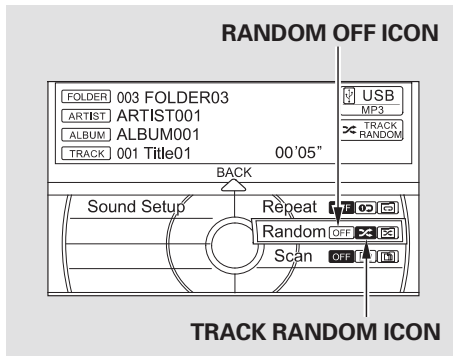 RANDOM OFF ICON
FOLDER 003 FOLDER03
USB
MP3
ARTIST ARTIST001
TRACK RANDOM
ALBUM ALBUM001
TRACK 001 Title01 00'05"
BACK
Sound Setup
Repeat
Random OFF
Scan OFF
TRACK RANDOM ICON